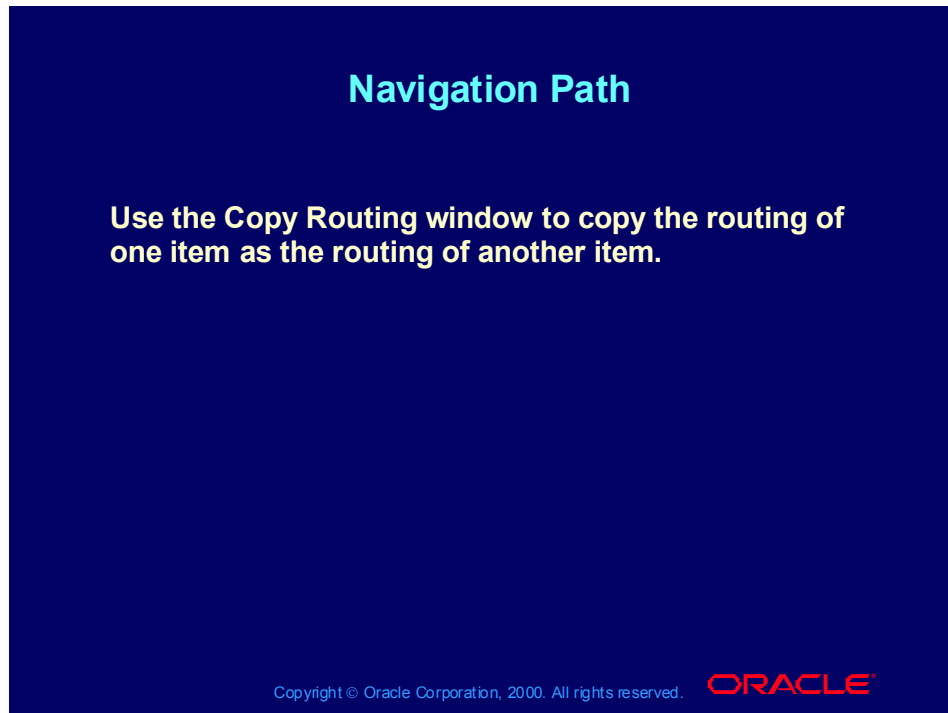 Navigation Path
Use the Copy Routing window to copy the routing of
one item as the routing of another item.
Copyright © Oracle Corporation, 2000. All rights reserved.
ORACLE®